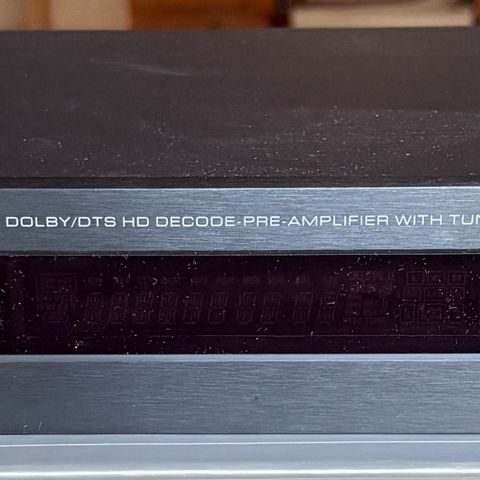 DOLBY/DTS HD DECODE-PRE-AMPLIFIER WITH TUN